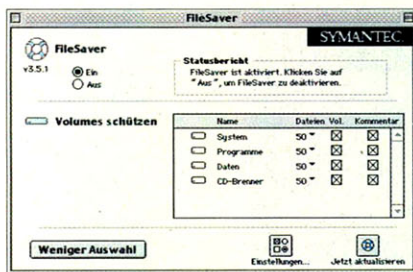 FileSaver
SYMANTEC.
FileSaver
v3.5.1
Ein
Aus
Statusbericht
FileSaver ist aktiviert. Klicken Sie auf
"Aus", um FileSaver zu deaktivieren.
Volumes schützen
Name Dateien Vol. Kommentar
System 50
Programme 50
Daten 50
CD-Brenner 50
Weniger Auswahl
Einstellungen...
Jetzt aktualisieren